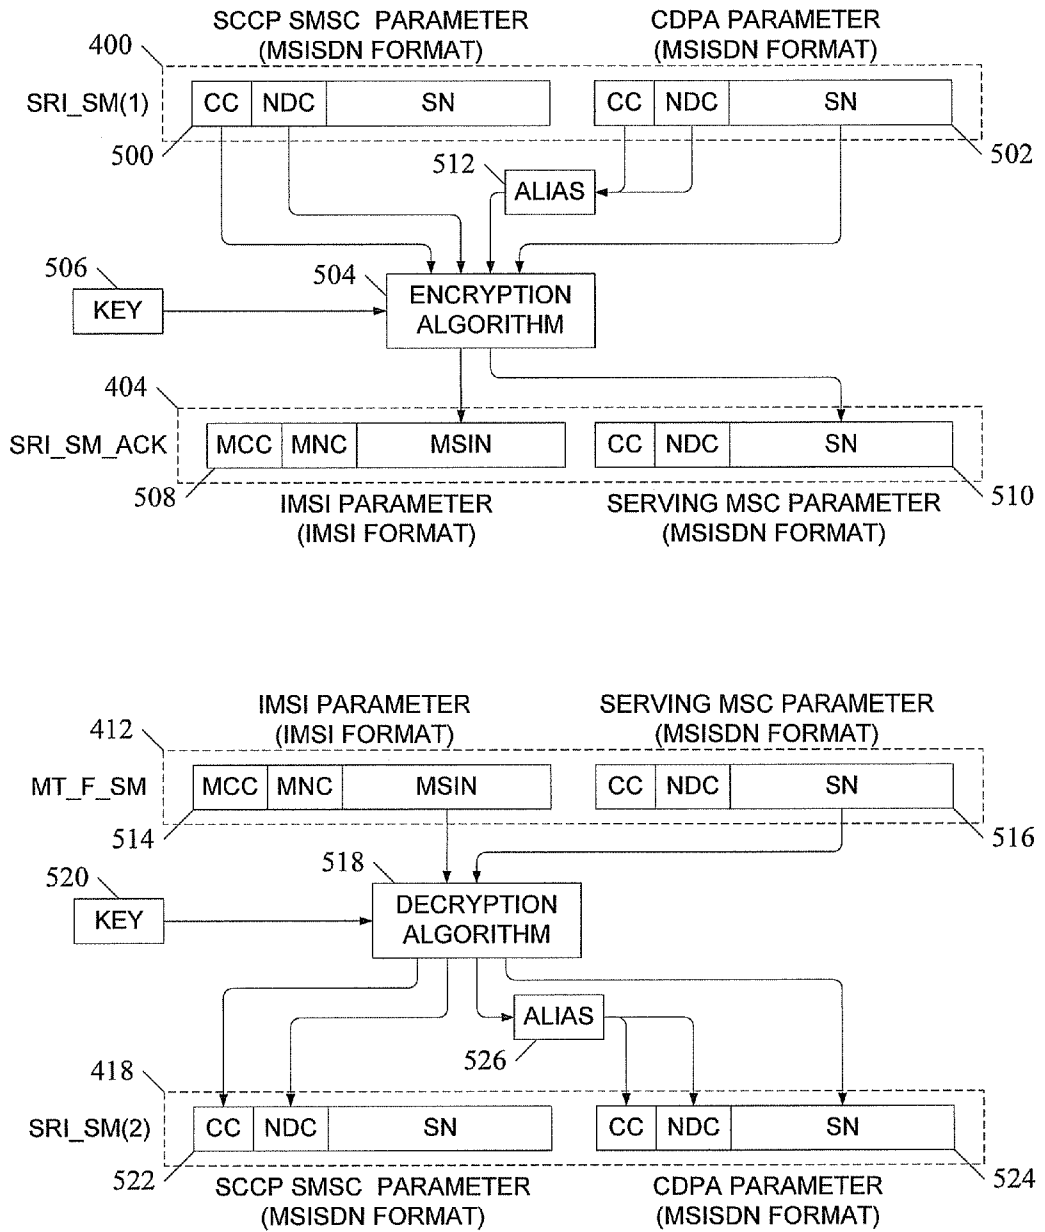 SCCP SMSC PARAMETER
(MSISDN FORMAT)
CDPA PARAMETER
(MSISDN FORMAT)
400
SRI_SM(1)
CC NDC SN
CC NDC SN
500
502
512
ALIAS
506
KEY
504
ENCRYPTION
ALGORITHM
404
SRI_SM_ACK
MCC MNC MSIN
CC NDC SN
508
510
IMSI PARAMETER
(IMSI FORMAT)
SERVING MSC PARAMETER
(MSISDN FORMAT)
IMSI PARAMETER
(IMSI FORMAT)
SERVING MSC PARAMETER
(MSISDN FORMAT)
412
MT_F_SM
MCC MNC MSIN
CC NDC SN
514
516
520
KEY
518
DECRYPTION
ALGORITHM
ALIAS
526
418
SRI_SM(2)
CC NDC SN
CC NDC SN
522
524
SCCP SMSC PARAMETER
(MSISDN FORMAT)
CDPA PARAMETER
(MSISDN FORMAT)